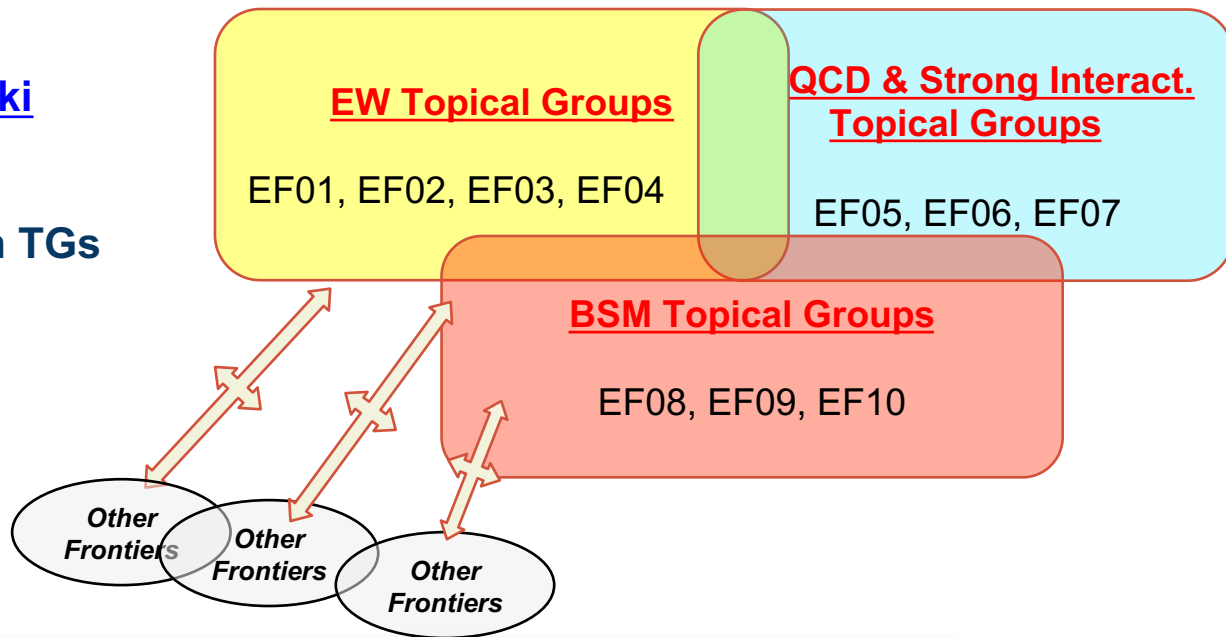 ki
TGs
EW Topical Groups
EF01, EF02, EF03, EF04
QCD & Strong Interact.
Topical Groups
EF05, EF06, EF07
BSM Topical Groups
EF08, EF09, EF10
Other
Frontiers
Other
Frontiers
Other
Frontiers